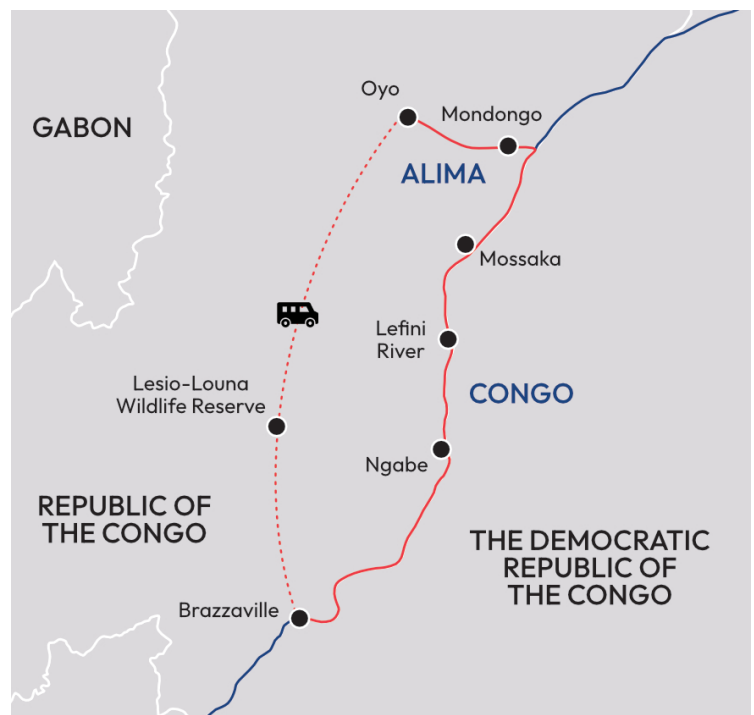 Oyo
Mondongo
GABON
ALIMA
Mossaka
Lefini
River
Lesio-Louna
Wildlife Reserve
CONGO
Ngabe
REPUBLIC OF
THE CONGO
THE DEMOCRATIC
REPUBLIC OF
THE CONGO
Brazzaville